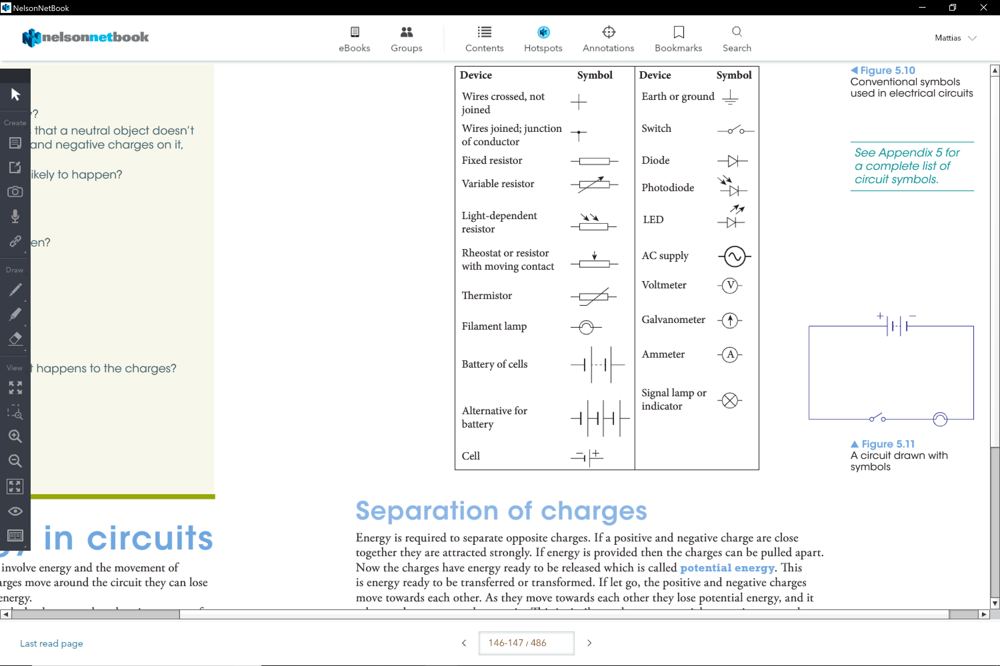 NelsonNetBook
nelsonnetbook
eBooks
Groups
Contents
Hotspots
Annotations
Bookmarks
Search
Mattias
Create
Draw
View
?
that a neutral object doesn't
and negative charges on it,
ikely to happen?
en?
t happens to the charges?
in circuits
involve energy and the movement of
arges move around the circuit they can lose
energy.
Device Symbol
Wires crossed, not
joined
Wires joined; junction
of conductor
Fixed resistor
Variable resistor
Light-dependent
resistor
Rheostat or resistor
with moving contact
Thermistor
Filament lamp
Battery of cells
Alternative for
battery
Cell
− +
Device Symbol
Earth or ground
Switch
Diode
Photodiode
LED
AC supply
Voltmeter V
Galvanometer
Ammeter A
Signal lamp or
indicator
Figure 5.10
Conventional symbols
used in electrical circuits
See Appendix 5 for
a complete list of
circuit symbols.
+ −
Figure 5.11
A circuit drawn with
symbols
Separation of charges
Energy is required to separate opposite charges. If a positive and negative charge are close
together they are attracted strongly. If energy is provided then the charges can be pulled apart.
Now the charges have energy ready to be released which is called potential energy. This
is energy ready to be transferred or transformed. If let go, the positive and negative charges
move towards each other. As they move towards each other they lose potential energy, and it
Last read page
146-147 / 486